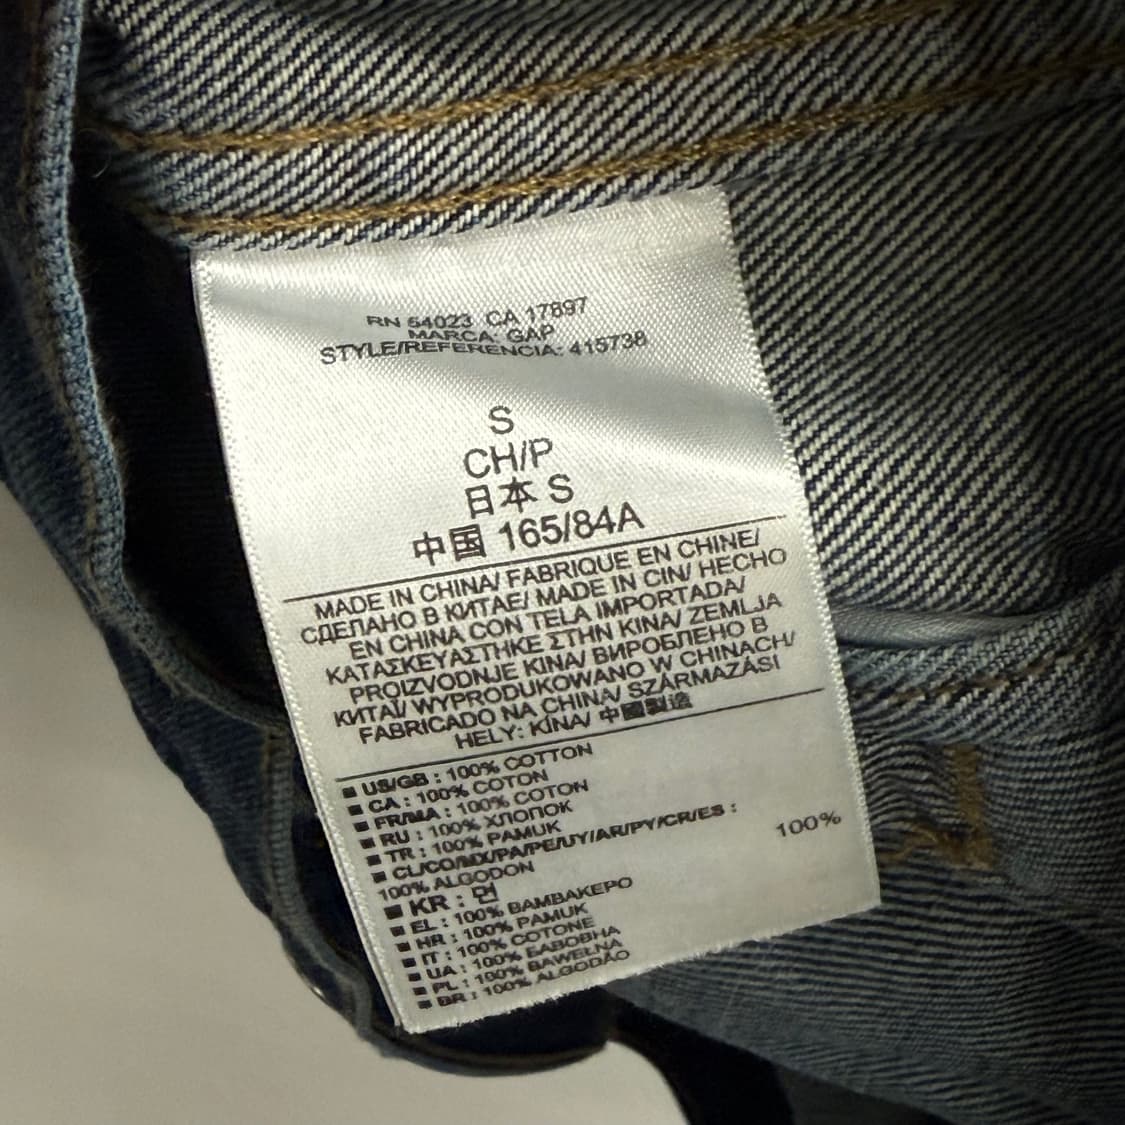 RN 54023 CA 17897
MARCA: GAP
STYLE/REFERENCIA: 415738
S
CH/P
日本 S
中国 165/84A
MADE IN CHINA/ FABRIQUE EN CHINE/
СДЕЛАНО В КИТАЕ/ MADE IN CIN/ HECHO
EN CHINA CON TELA IMPORTADA/
ΚΑΤΑΣΚΕΥΑΣΤΗΚΕ ΣΤΗΝ ΚΙΝΑ/ ZEMLJA
PROIZVODNJE KINA/ ВИРОБЛЕНО В
КИТАЇ/ WYPRODUKOWANO W CHINACH/
FABRICADO NA CHINA/ SZÁRMAZÁSI
HELY: KÍNA/ 中國製造
US/GB : 100% COTTON
CA : 100% COTON
FR/MA : 100% COTON
RU : 100% ХЛОПОК
TR : 100% PAMUK
CL/CO/MX/PA/PE/UY/AR/PY/CR/ES :
100% ALGODON
KR : 면 100%
EL : 100% ΒΑΜΒΑΚΕΡΟ
HR : 100% PAMUK
IT : 100% COTONE
UA : 100% БАВОВНА
PL : 100% BAWEŁNA
BR : 100% ALGODÃO